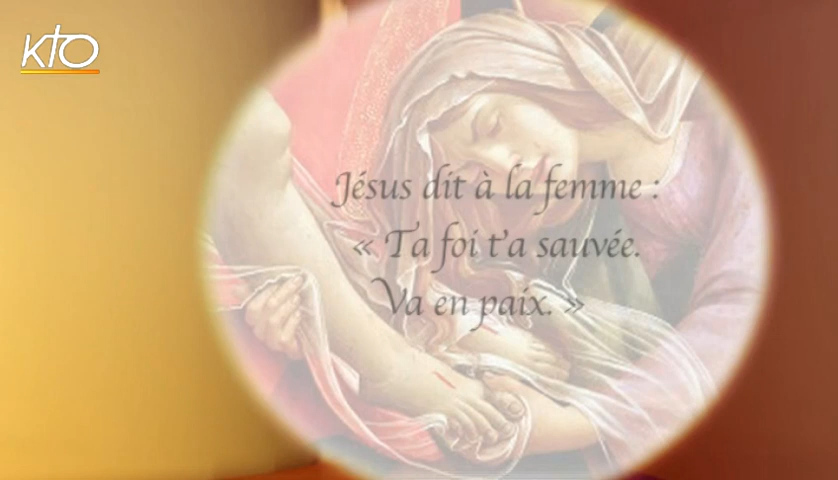 KTO
Jésus dit à la femme :
« Ta foi t'a sauvée.
Va en paix. »